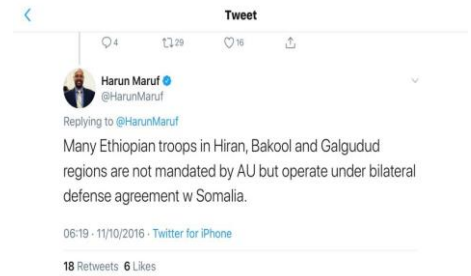 Tweet
4 29 16
Harun Maruf
@HarunMaruf
Replying to @HarunMaruf
Many Ethiopian troops in Hiran, Bakool and Galgudud
regions are not mandated by AU but operate under bilateral
defense agreement w Somalia.
06:19 · 11/10/2016 · Twitter for iPhone
18 Retweets 6 Likes